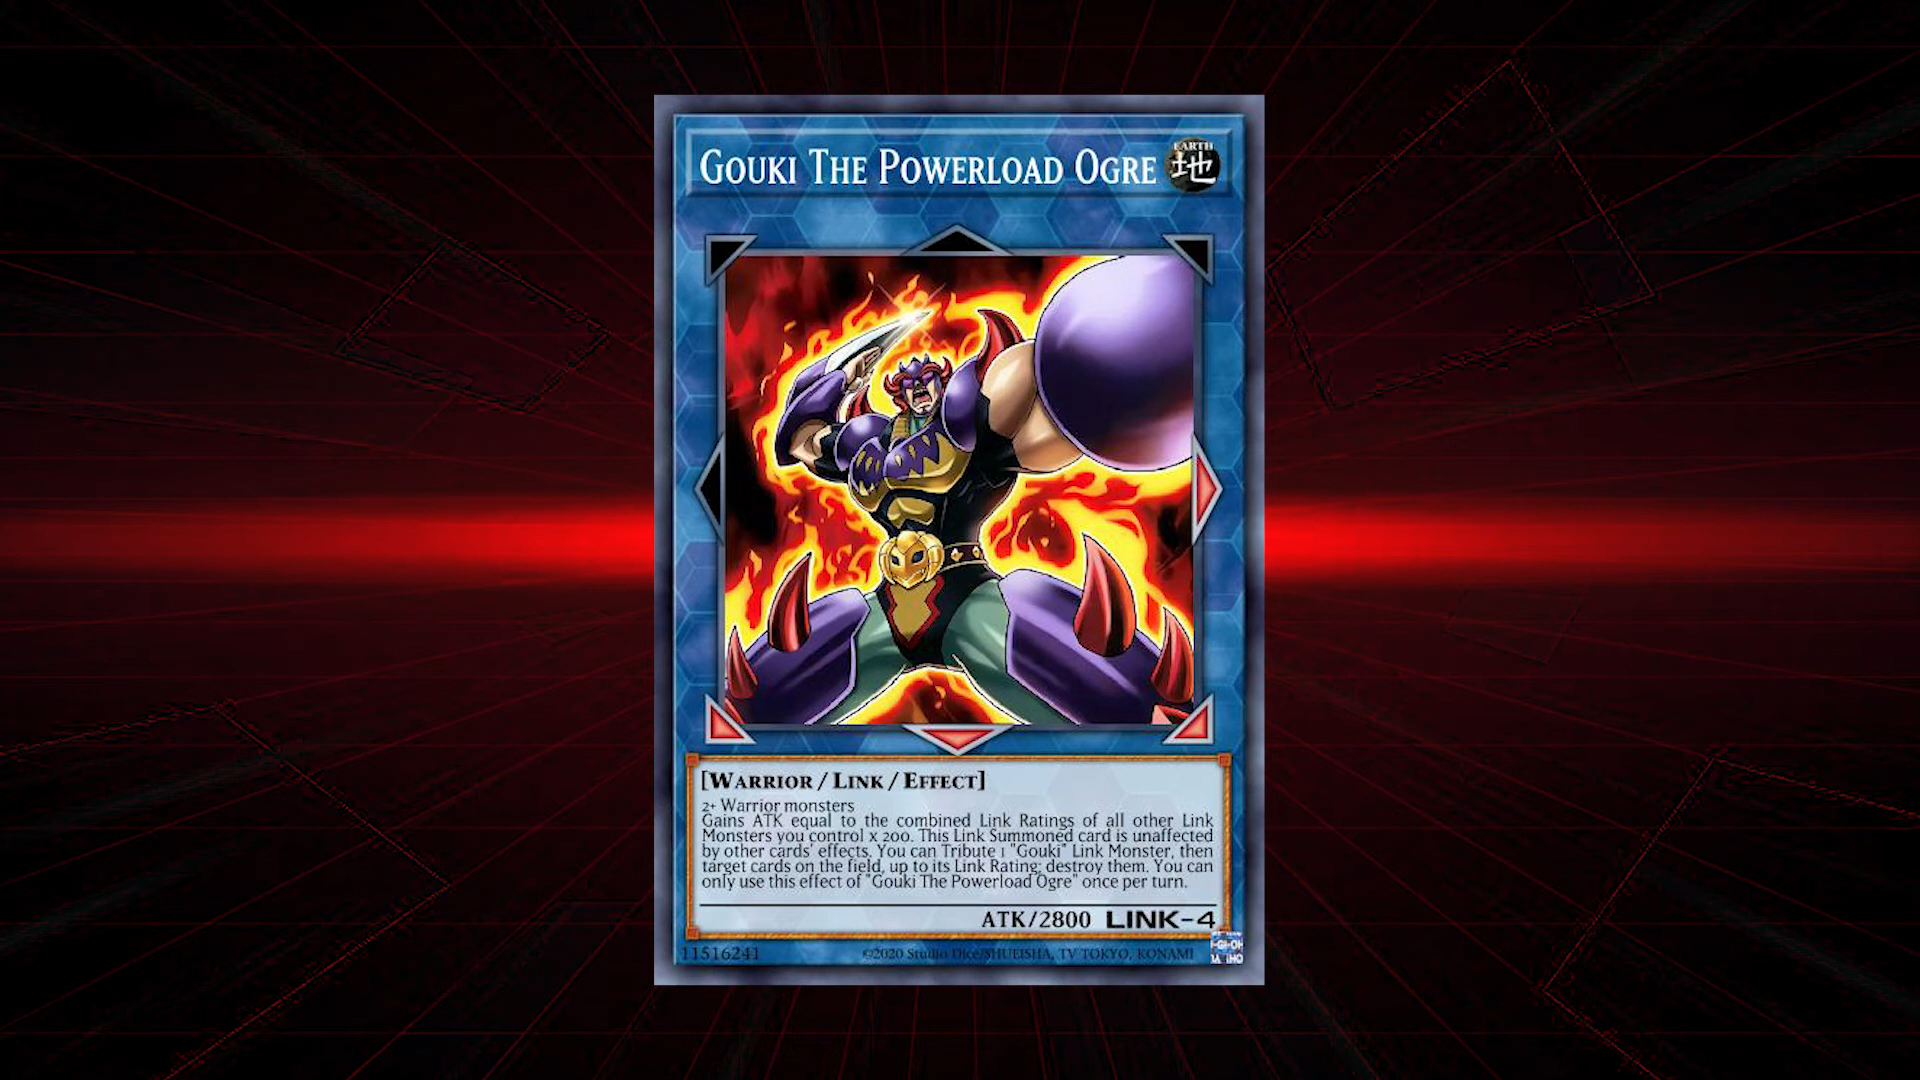 GOUKI THE POWERLOAD OGRE
EARTH
地
[WARRIOR / LINK / EFFECT]
2+ Warrior monsters
Gains ATK equal to the combined Link Ratings of all other Link
Monsters you control x 200. This Link Summoned card is unaffected
by other cards' effects. You can Tribute 1 "Gouki" Link Monster, then
target cards on the field, up to its Link Rating; destroy them. You can
only use this effect of "Gouki The Powerload Ogre" once per turn.
ATK/2800 LINK-4
11516241
©2020 Studio Dice/SHUEISHA, TV TOKYO, KONAMI